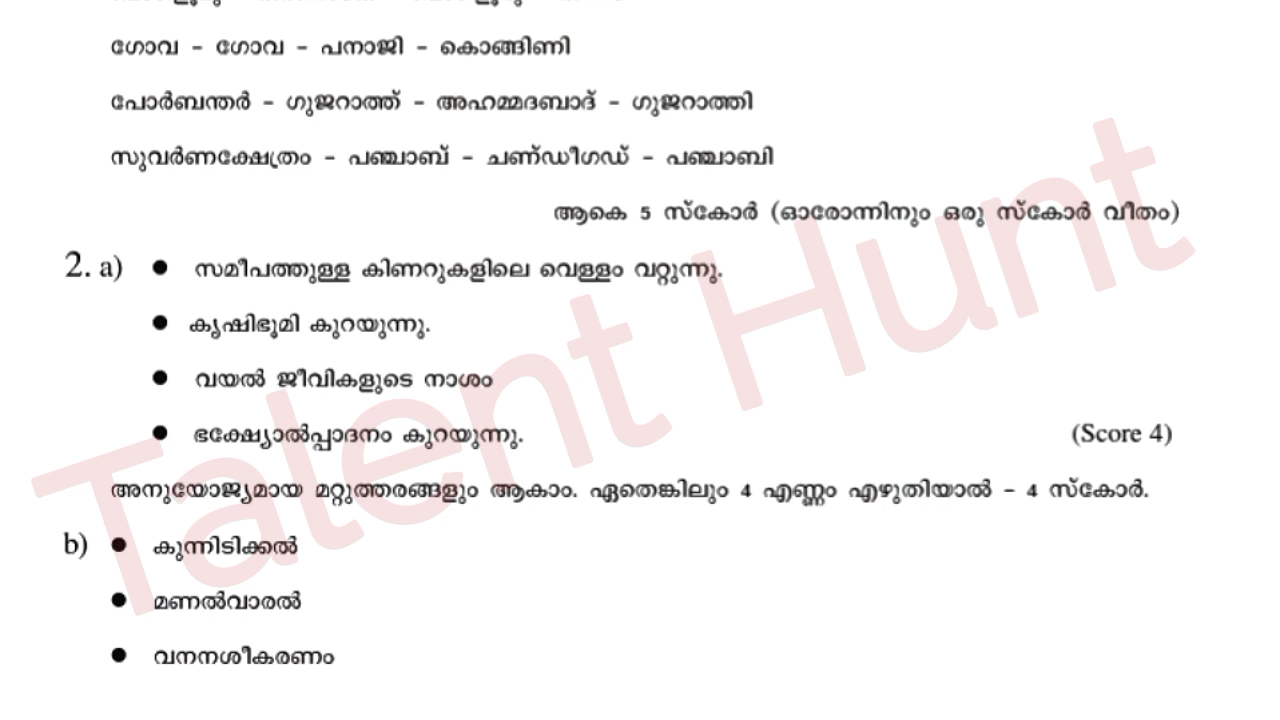 ഗോവ - ഗോവ - പനാജി - കൊങ്ങിണി
പോർബന്തർ - ഗുജറാത്ത് - അഹമ്മദബാദ് - ഗുജറാത്തി
സുവർണക്ഷേത്രം - പഞ്ചാബ് - ചണ്ഡീഗഡ് - പഞ്ചാബി
ആകെ 5 സ്കോർ (ഓരോന്നിനും ഒരു സ്കോർ വീതം)
2. a) ● സമീപത്തുള്ള കിണറുകളിലെ വെള്ളം വറ്റുന്നു.
● കൃഷിഭൂമി കുറയുന്നു.
● വയൽ ജീവികളുടെ നാശം
● ഭക്ഷ്യോൽപ്പാദനം കുറയുന്നു. (Score 4)
അനുയോജ്യമായ മറ്റുത്തരങ്ങളും ആകാം. ഏതെങ്കിലും 4 എണ്ണം എഴുതിയാൽ - 4 സ്കോർ.
b) ● കുന്നിടിക്കൽ
● മണൽവാരൽ
● വനനശീകരണം
Talent Hunt